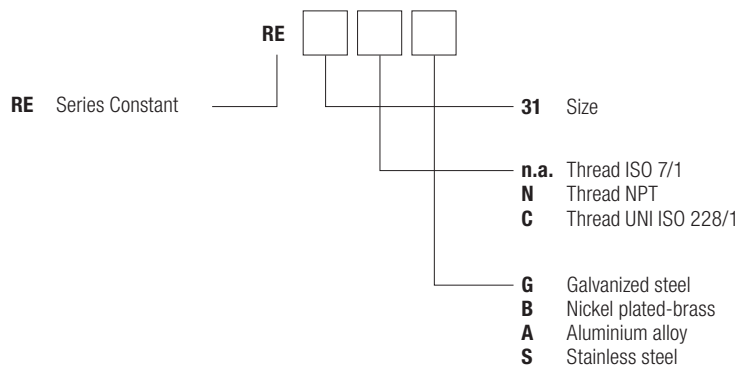 RE
RE Series Constant
31 Size
n.a. Thread ISO 7/1
N Thread NPT
C Thread UNI ISO 228/1
G Galvanized steel
B Nickel plated-brass
A Aluminium alloy
S Stainless steel